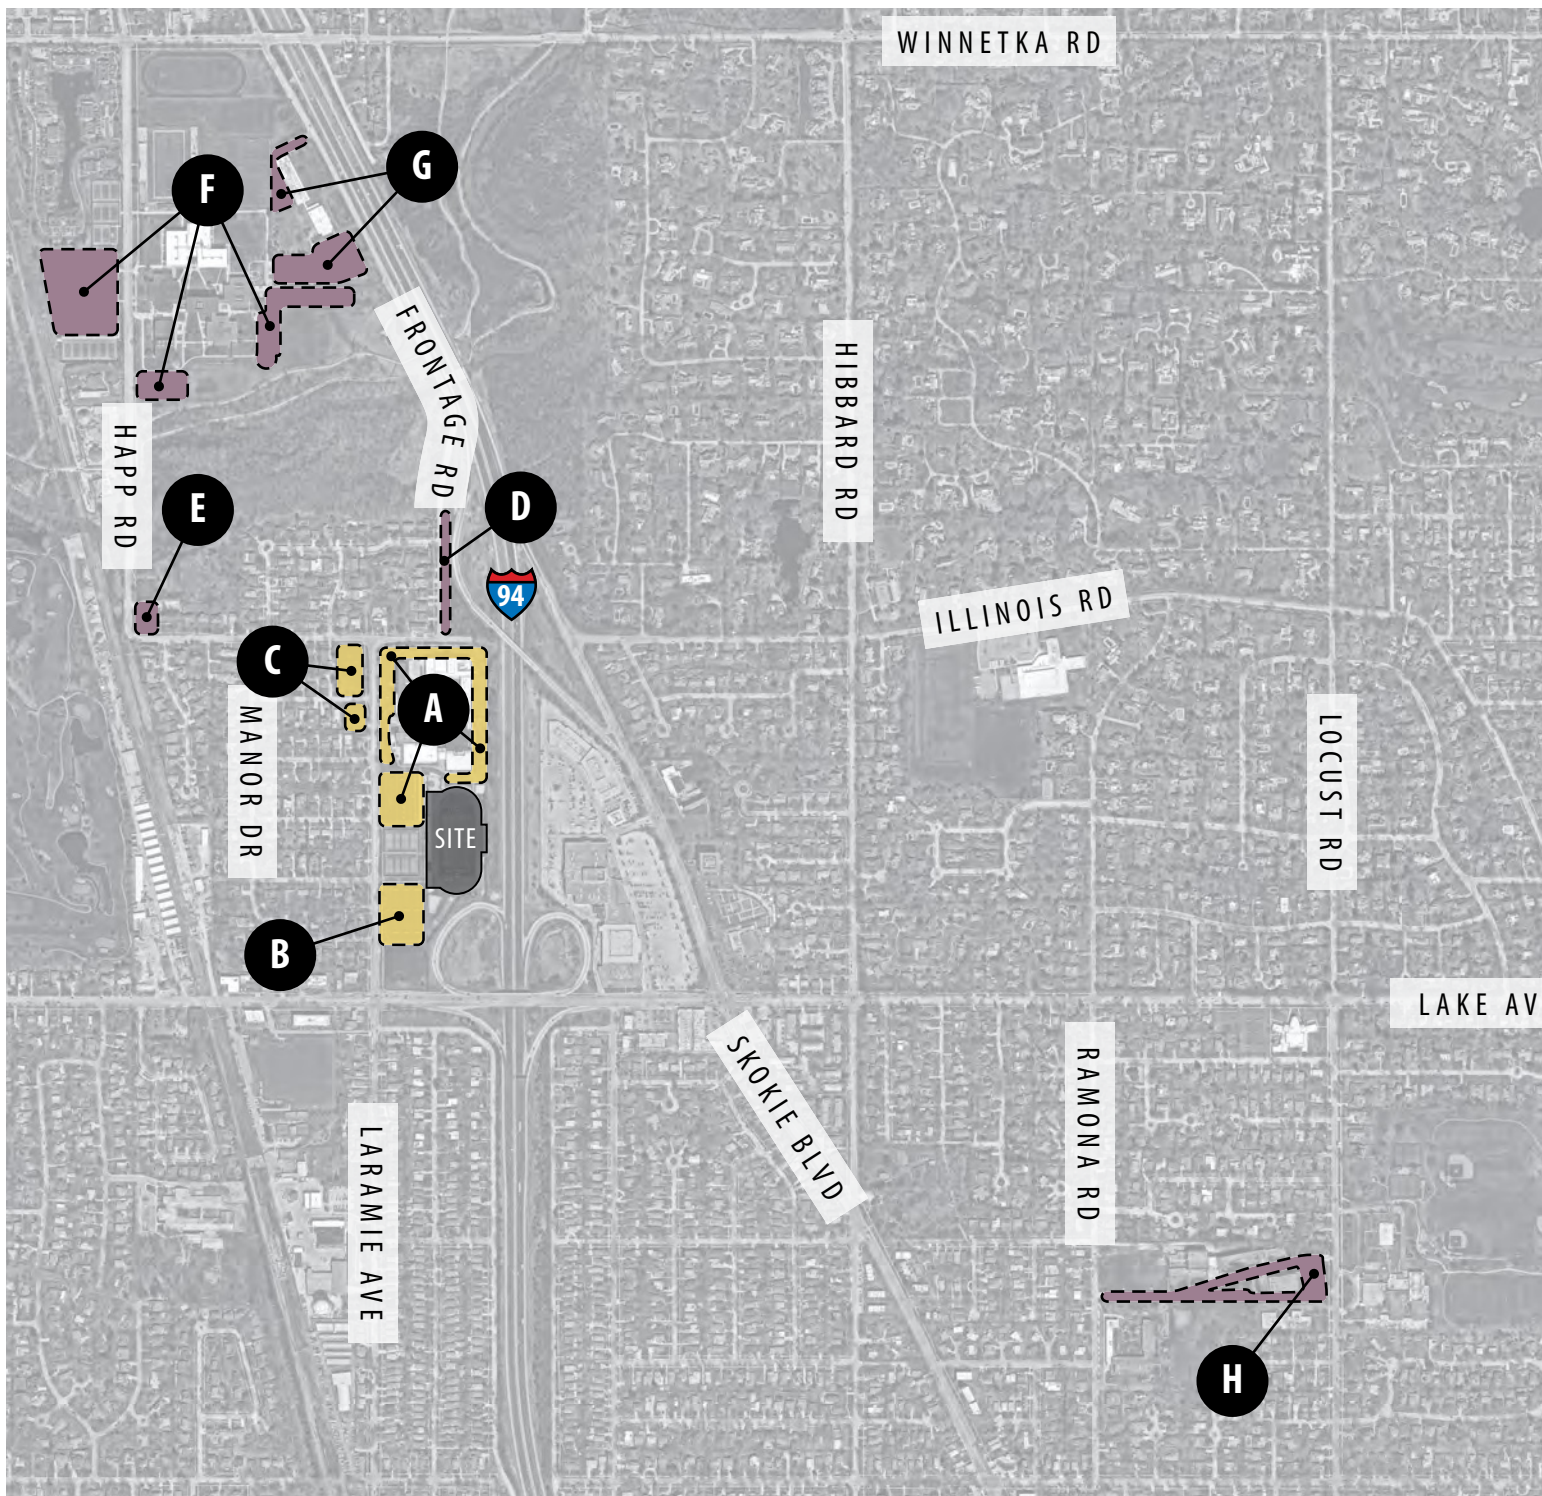 WINNETKA RD
G
F
FRONTAGE RD
HIBBARD RD
HAPP RD
E
D
94
ILLINOIS RD
C
A
MANOR DR
LOCUST RD
SITE
B
LAKE AV
SKOKIE BLVD
RAMONA RD
LARAMIE AVE
H